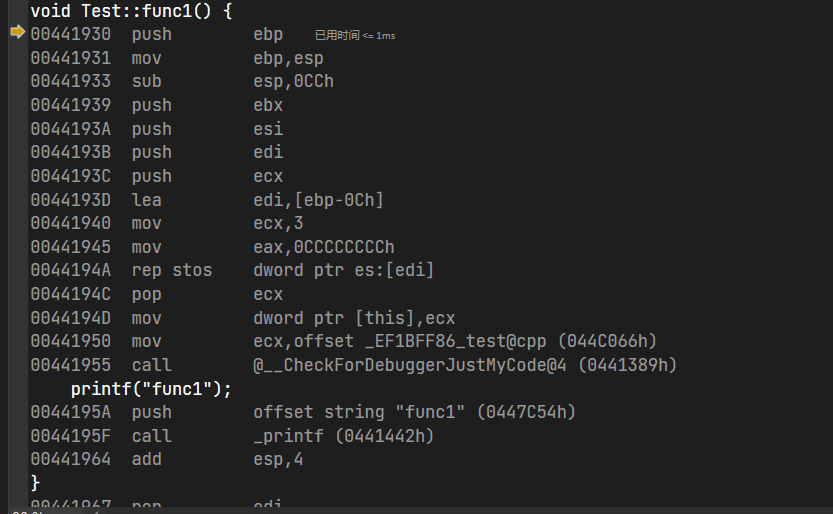 void Test::func1() {
00441930 push ebp 已用时间 <= 1ms
00441931 mov ebp,esp
00441933 sub esp,0CCh
00441939 push ebx
0044193A push esi
0044193B push edi
0044193C push ecx
0044193D lea edi,[ebp-0Ch]
00441940 mov ecx,3
00441945 mov eax,0CCCCCCCCh
0044194A rep stos dword ptr es:[edi]
0044194C pop ecx
0044194D mov dword ptr [this],ecx
00441950 mov ecx,offset _EF1BFF86_test@cpp (044C066h)
00441955 call @__CheckForDebuggerJustMyCode@4 (0441389h)
printf("func1");
0044195A push offset string "func1" (0447C54h)
0044195F call _printf (0441442h)
00441964 add esp,4
}
00441967 pop edi